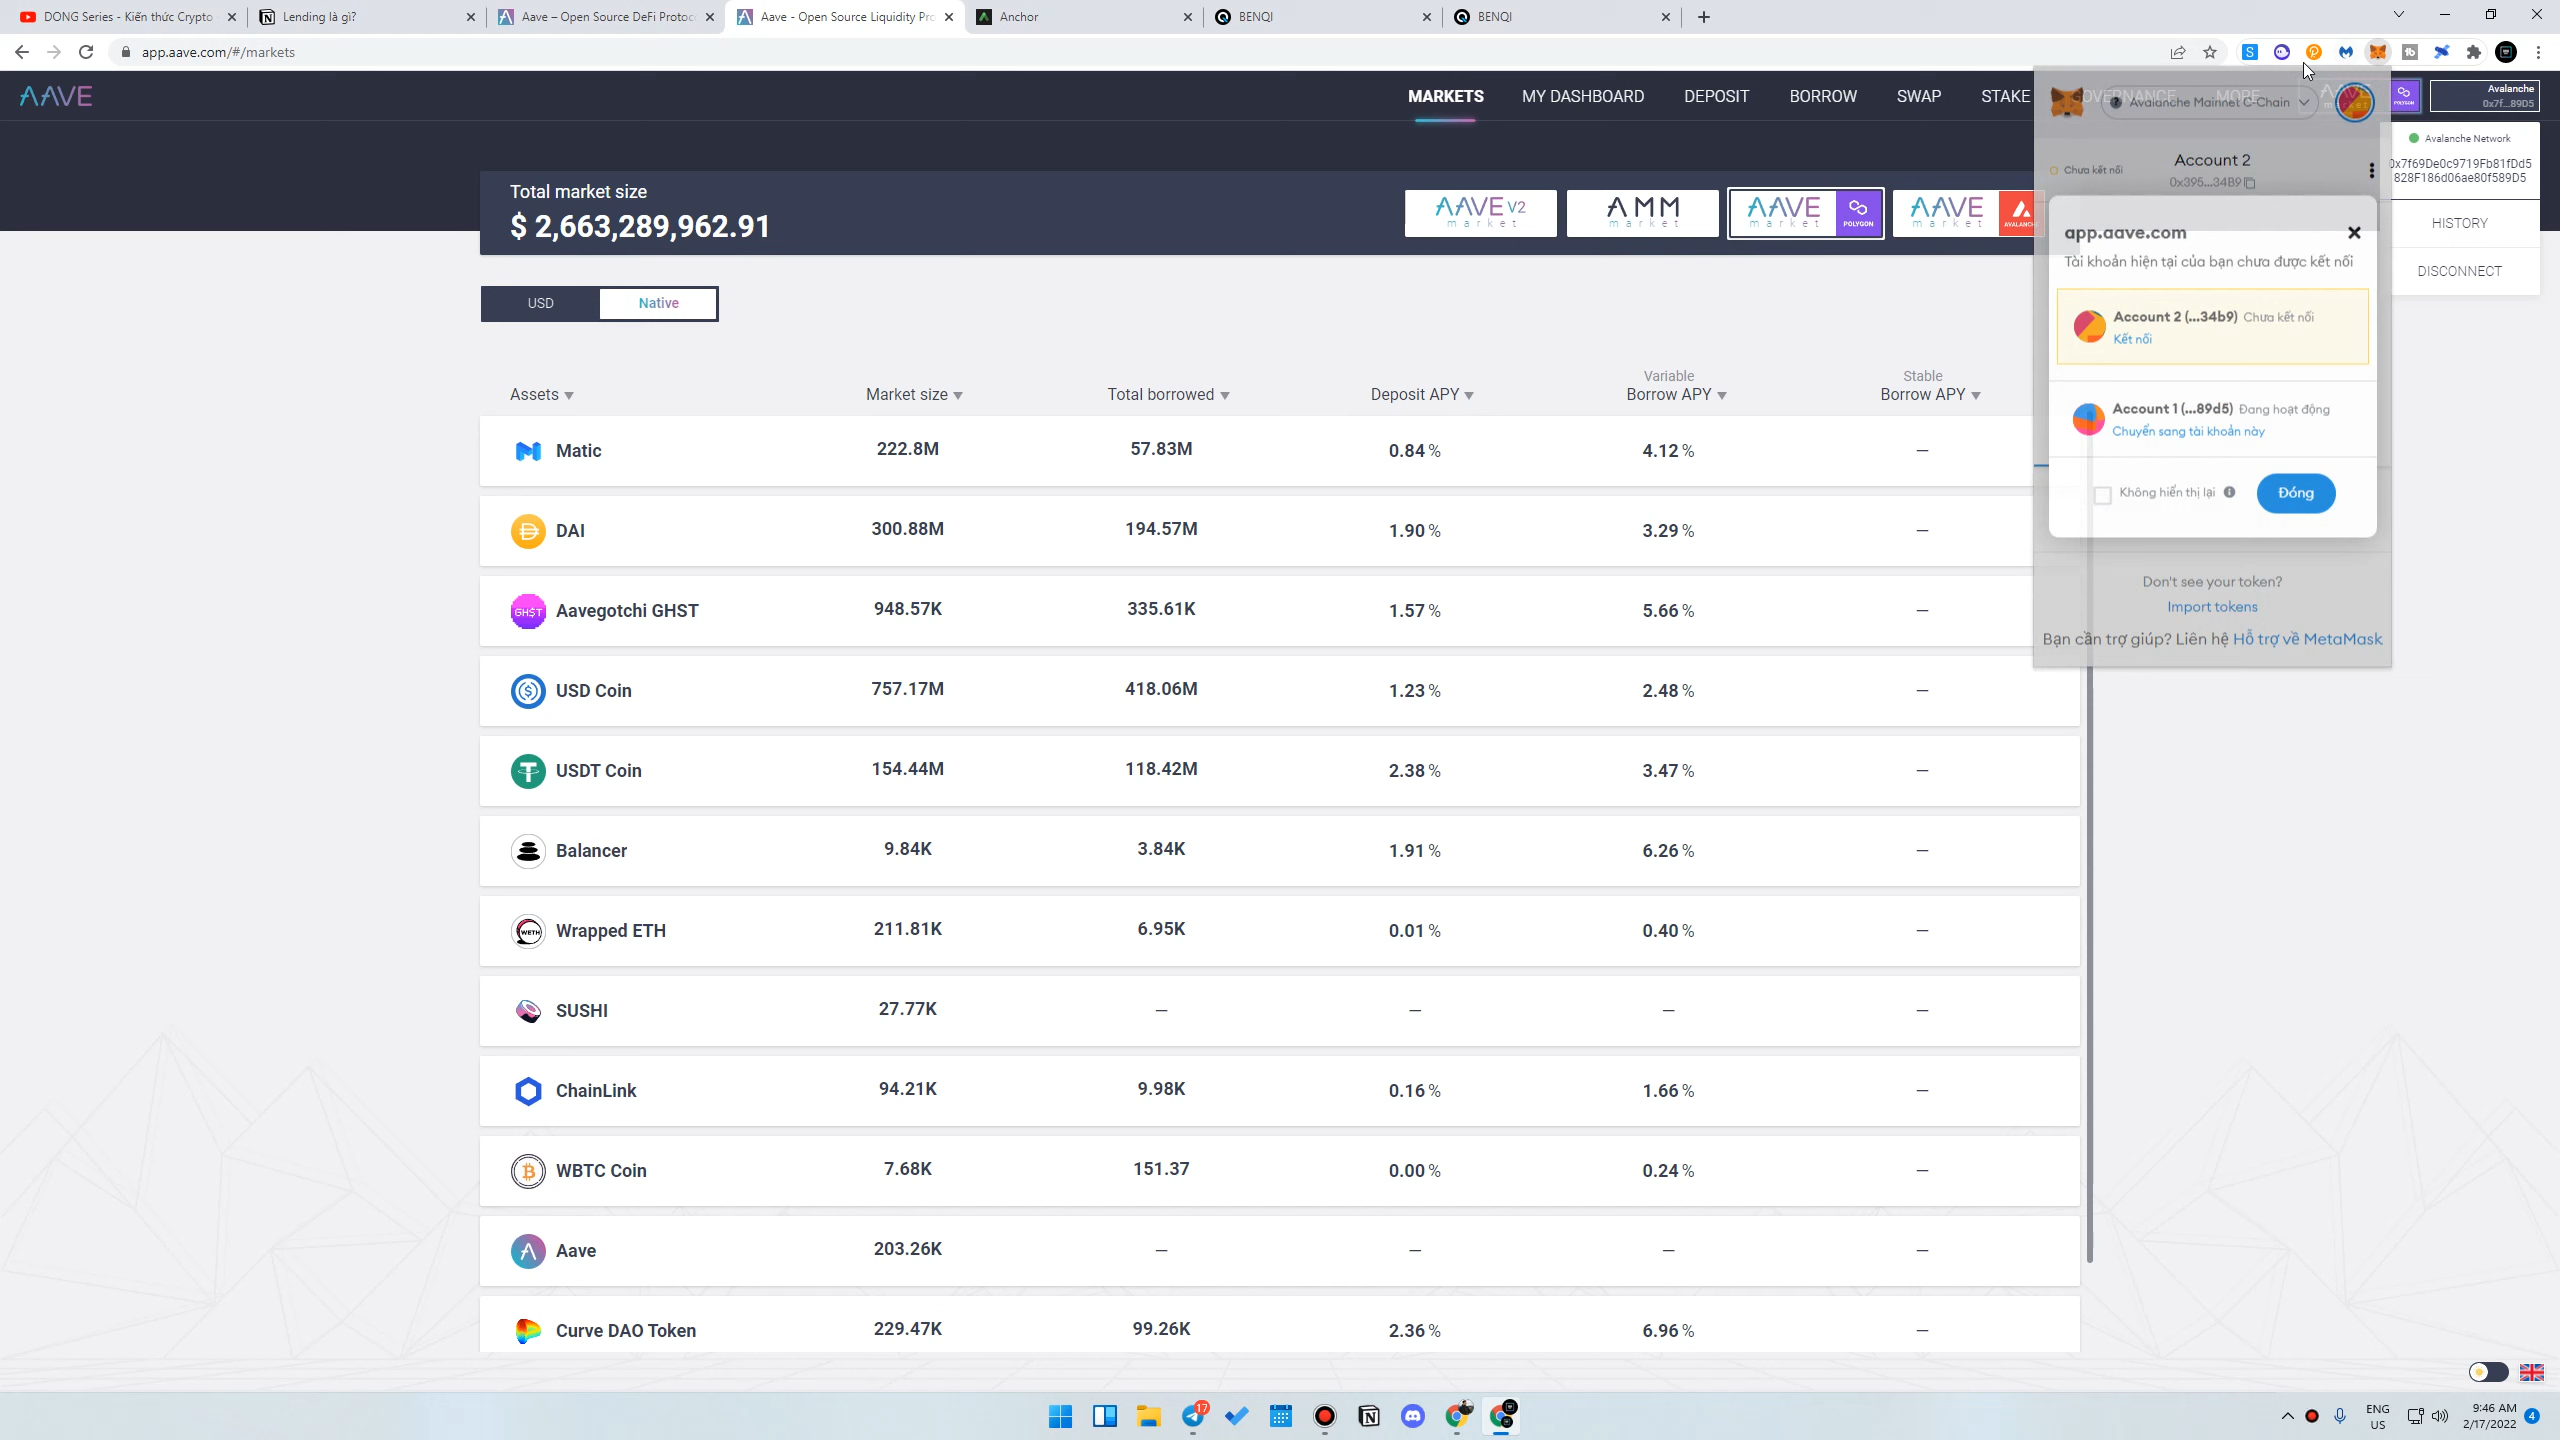 DONG Series - Kiến thức Crypto
Lending là gì?
Aave – Open Source DeFi Protoc
Aave - Open Source Liquidity Pr
Anchor
BENQI
BENQI
app.aave.com/#/markets
AAVE
MARKETS
MY DASHBOARD
DEPOSIT
BORROW
SWAP
STAKE
GOVERNANCE
MORE
Avalanche Mainnet C-Chain
POLYGON
Avalanche
0x7f...89D5
Avalanche Network
0x7f69De0c9719Fb81fDd5
828F186d06ae80f589D5
HISTORY
DISCONNECT
Chưa kết nối
Account 2
0x395...34B9
Total market size
$ 2,663,289,962.91
AAVE V2
market
AMM
market
AAVE
market
POLYGON
AAVE
market
AVALANCH
app.aave.com
Tài khoản hiện tại của bạn chưa được kết nối
Account 2 (...34b9) Chưa kết nối
Kết nối
Account 1 (...89d5) Đang hoạt động
Chuyển sang tài khoản này
Không hiển thị lại
Đóng
Don't see your token?
Import tokens
Bạn cần trợ giúp? Liên hệ Hỗ trợ về MetaMask
USD
Native
Assets
Market size
Total borrowed
Deposit APY
Variable
Borrow APY
Stable
Borrow APY
Matic 222.8M 57.83M 0.84 % 4.12 % —
DAI 300.88M 194.57M 1.90 % 3.29 % —
GHST Aavegotchi GHST 948.57K 335.61K 1.57 % 5.66 % —
USD Coin 757.17M 418.06M 1.23 % 2.48 % —
USDT Coin 154.44M 118.42M 2.38 % 3.47 % —
Balancer 9.84K 3.84K 1.91 % 6.26 % —
WETH Wrapped ETH 211.81K 6.95K 0.01 % 0.40 % —
SUSHI 27.77K — — — —
ChainLink 94.21K 9.98K 0.16 % 1.66 % —
WBTC Coin 7.68K 151.37 0.00 % 0.24 % —
Aave 203.26K — — — —
Curve DAO Token 229.47K 99.26K 2.36 % 6.96 % —
17
ENG
US
9:46 AM
2/17/2022
4